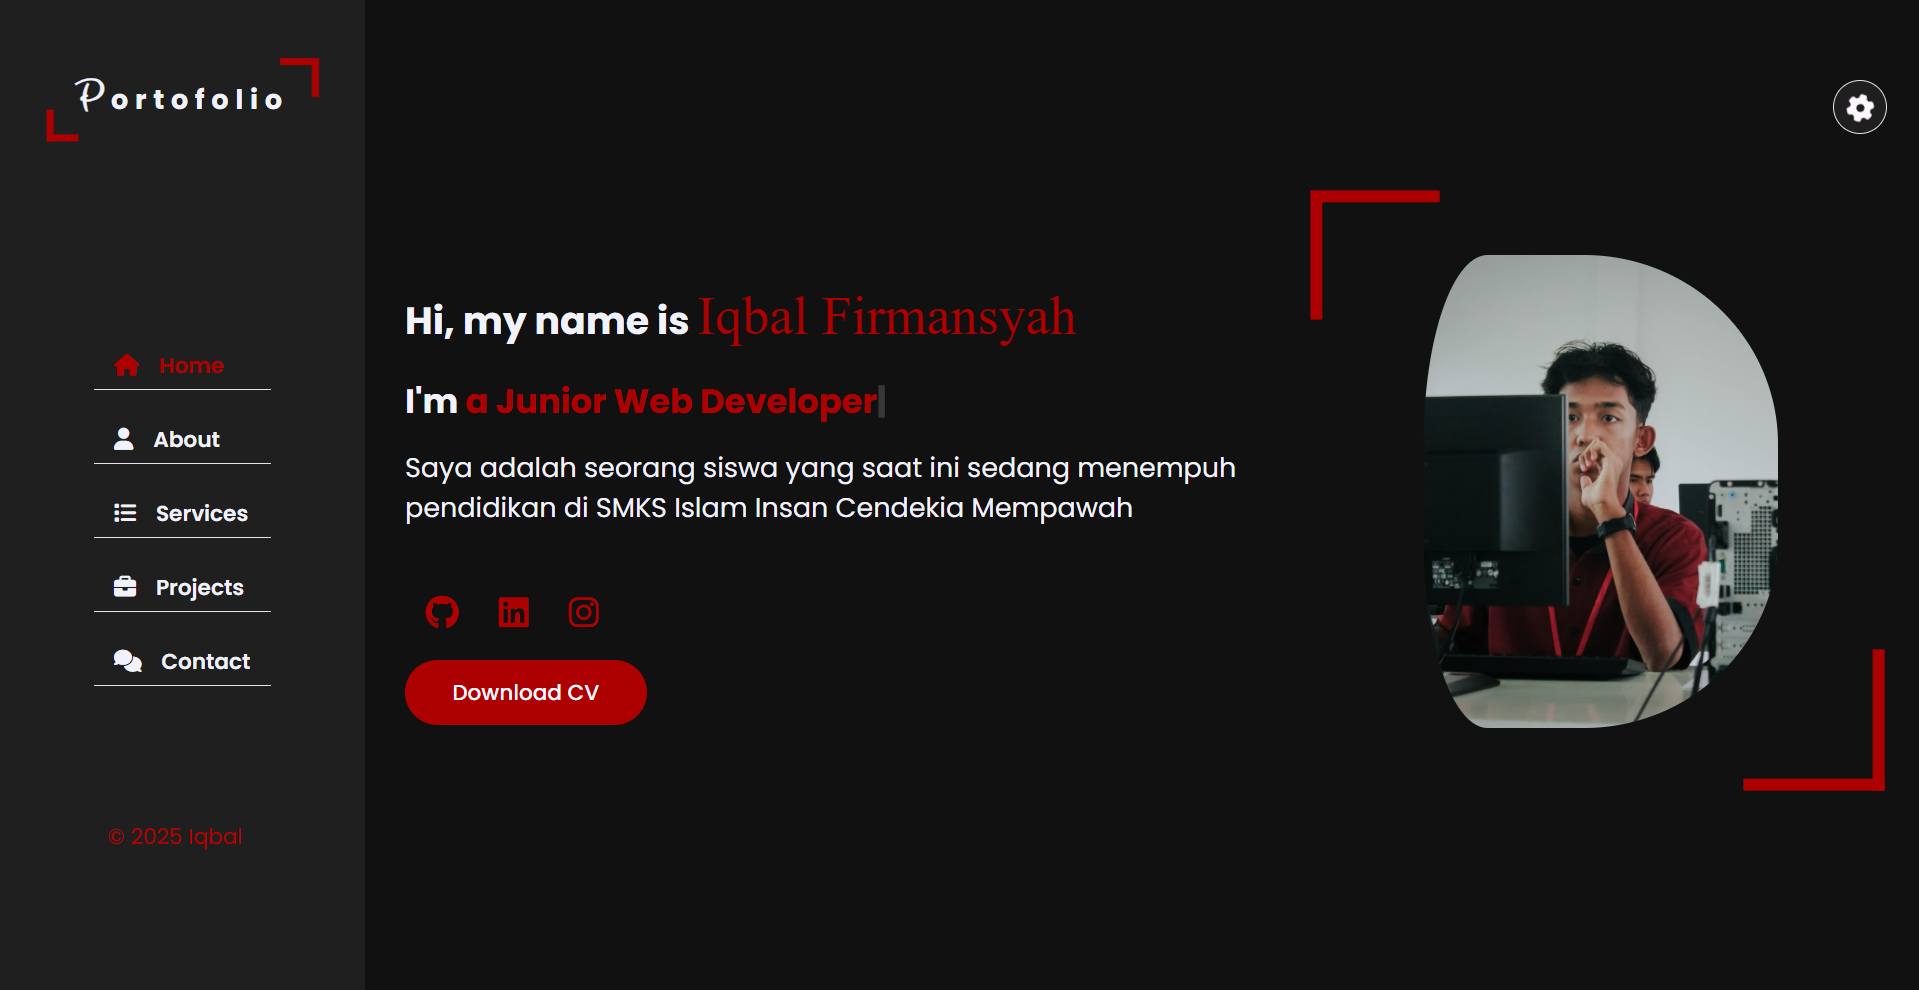 Portofolio
Home
About
Services
Projects
Contact
© 2025 Iqbal
Hi, my name is Iqbal Firmansyah
I'm a Junior Web Developer
Saya adalah seorang siswa yang saat ini sedang menempuh
pendidikan di SMKS Islam Insan Cendekia Mempawah
Download CV